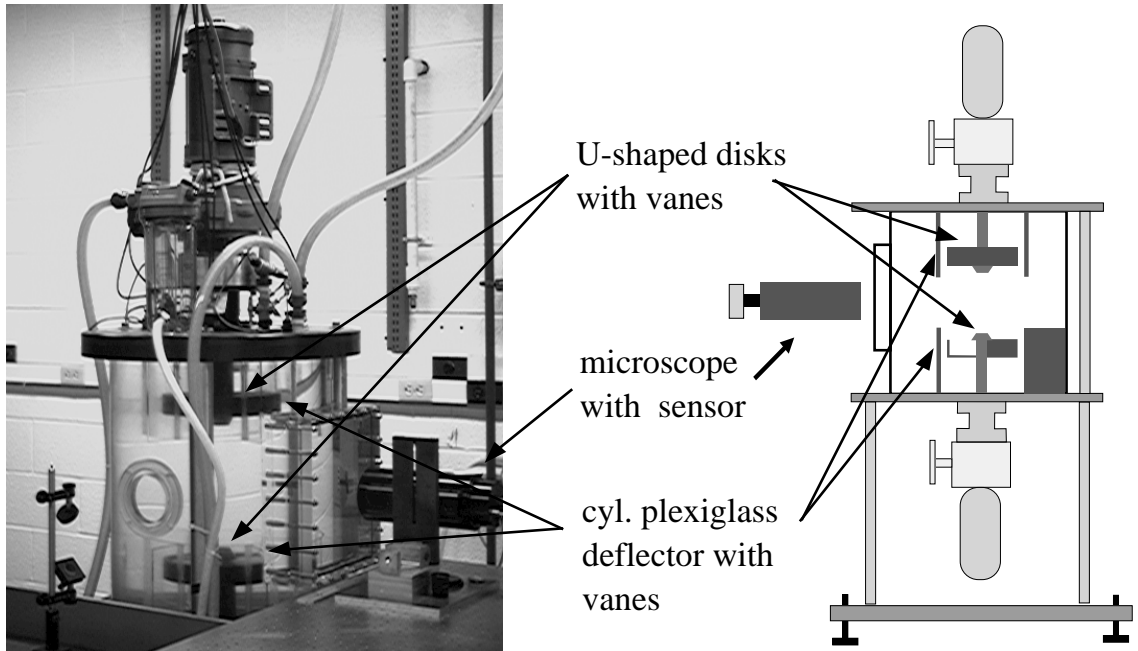 U-shaped disks
with vanes
microscope
with sensor
cyl. plexiglass
deflector with
vanes